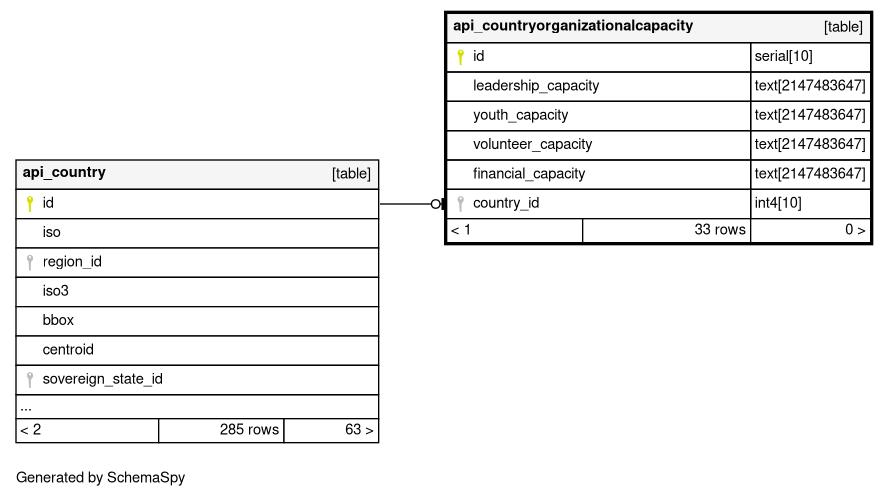 api_countryorganizationalcapacity [table]
id serial[10]
leadership_capacity text[2147483647]
youth_capacity text[2147483647]
volunteer_capacity text[2147483647]
financial_capacity text[2147483647]
country_id int4[10]
< 1 33 rows 0 >
api_country [table]
id
iso
region_id
iso3
bbox
centroid
sovereign_state_id
...
< 2 285 rows 63 >
Generated by SchemaSpy